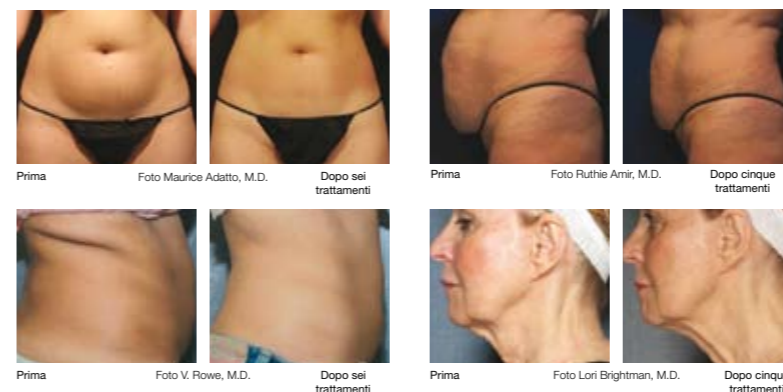 Prima Foto Maurice Adatto, M.D. Dopo sei
trattamenti
Prima Foto Ruthie Amir, M.D. Dopo cinque
trattamenti
Prima Foto V. Rowe, M.D. Dopo sei
trattamenti
Prima Foto Lori Brightman, M.D. Dopo cinque
trattamenti